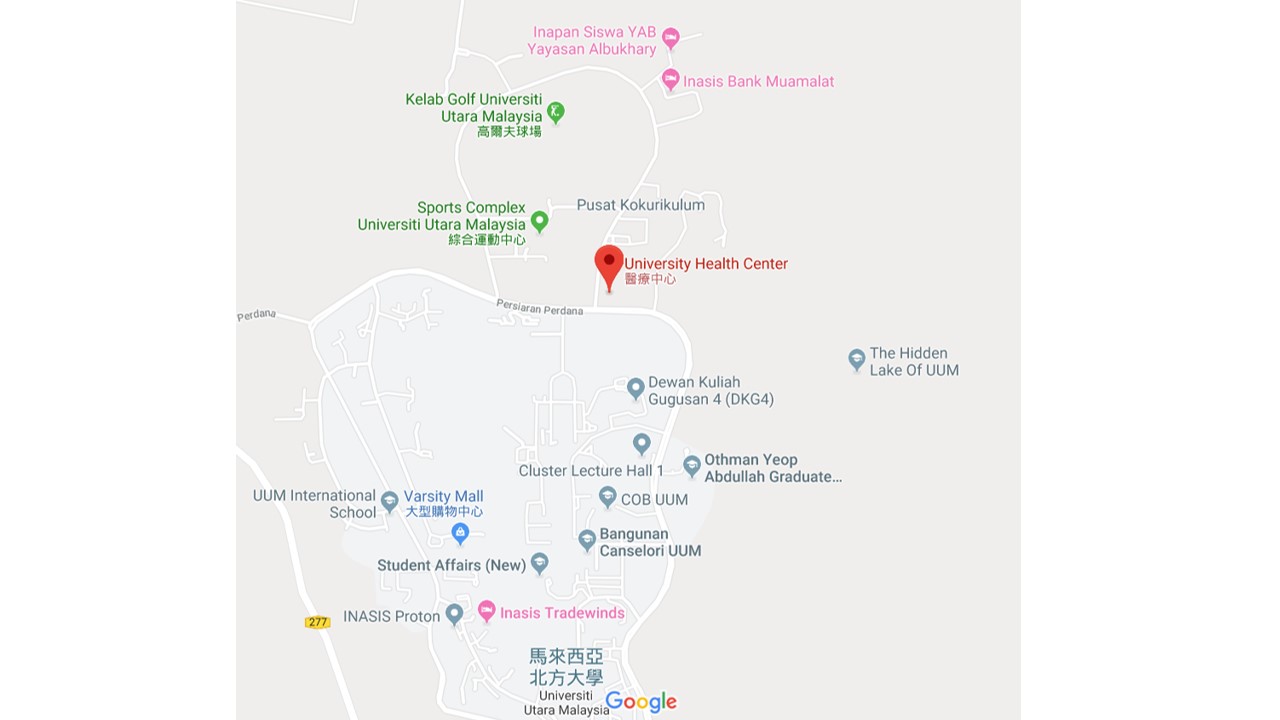 Inapan Siswa YAB
Yayasan Albukhary
Inasis Bank Muamalat
Kelab Golf Universiti
Utara Malaysia
高爾夫球場
Pusat Kokurikulum
Sports Complex
Universiti Utara Malaysia
綜合運動中心
University Health Center
醫療中心
Persiaran Perdana
Perdana
The Hidden
Lake Of UUM
Dewan Kuliah
Gugusan 4 (DKG4)
Cluster Lecture Hall 1
Othman Yeop
Abdullah Graduate...
UUM International
School
Varsity Mall
大型購物中心
COB UUM
Bangunan
Canselori UUM
Student Affairs (New)
INASIS Proton
Inasis Tradewinds
277
馬來西亞
北方大學
Universiti
Utara Malaysia
Google